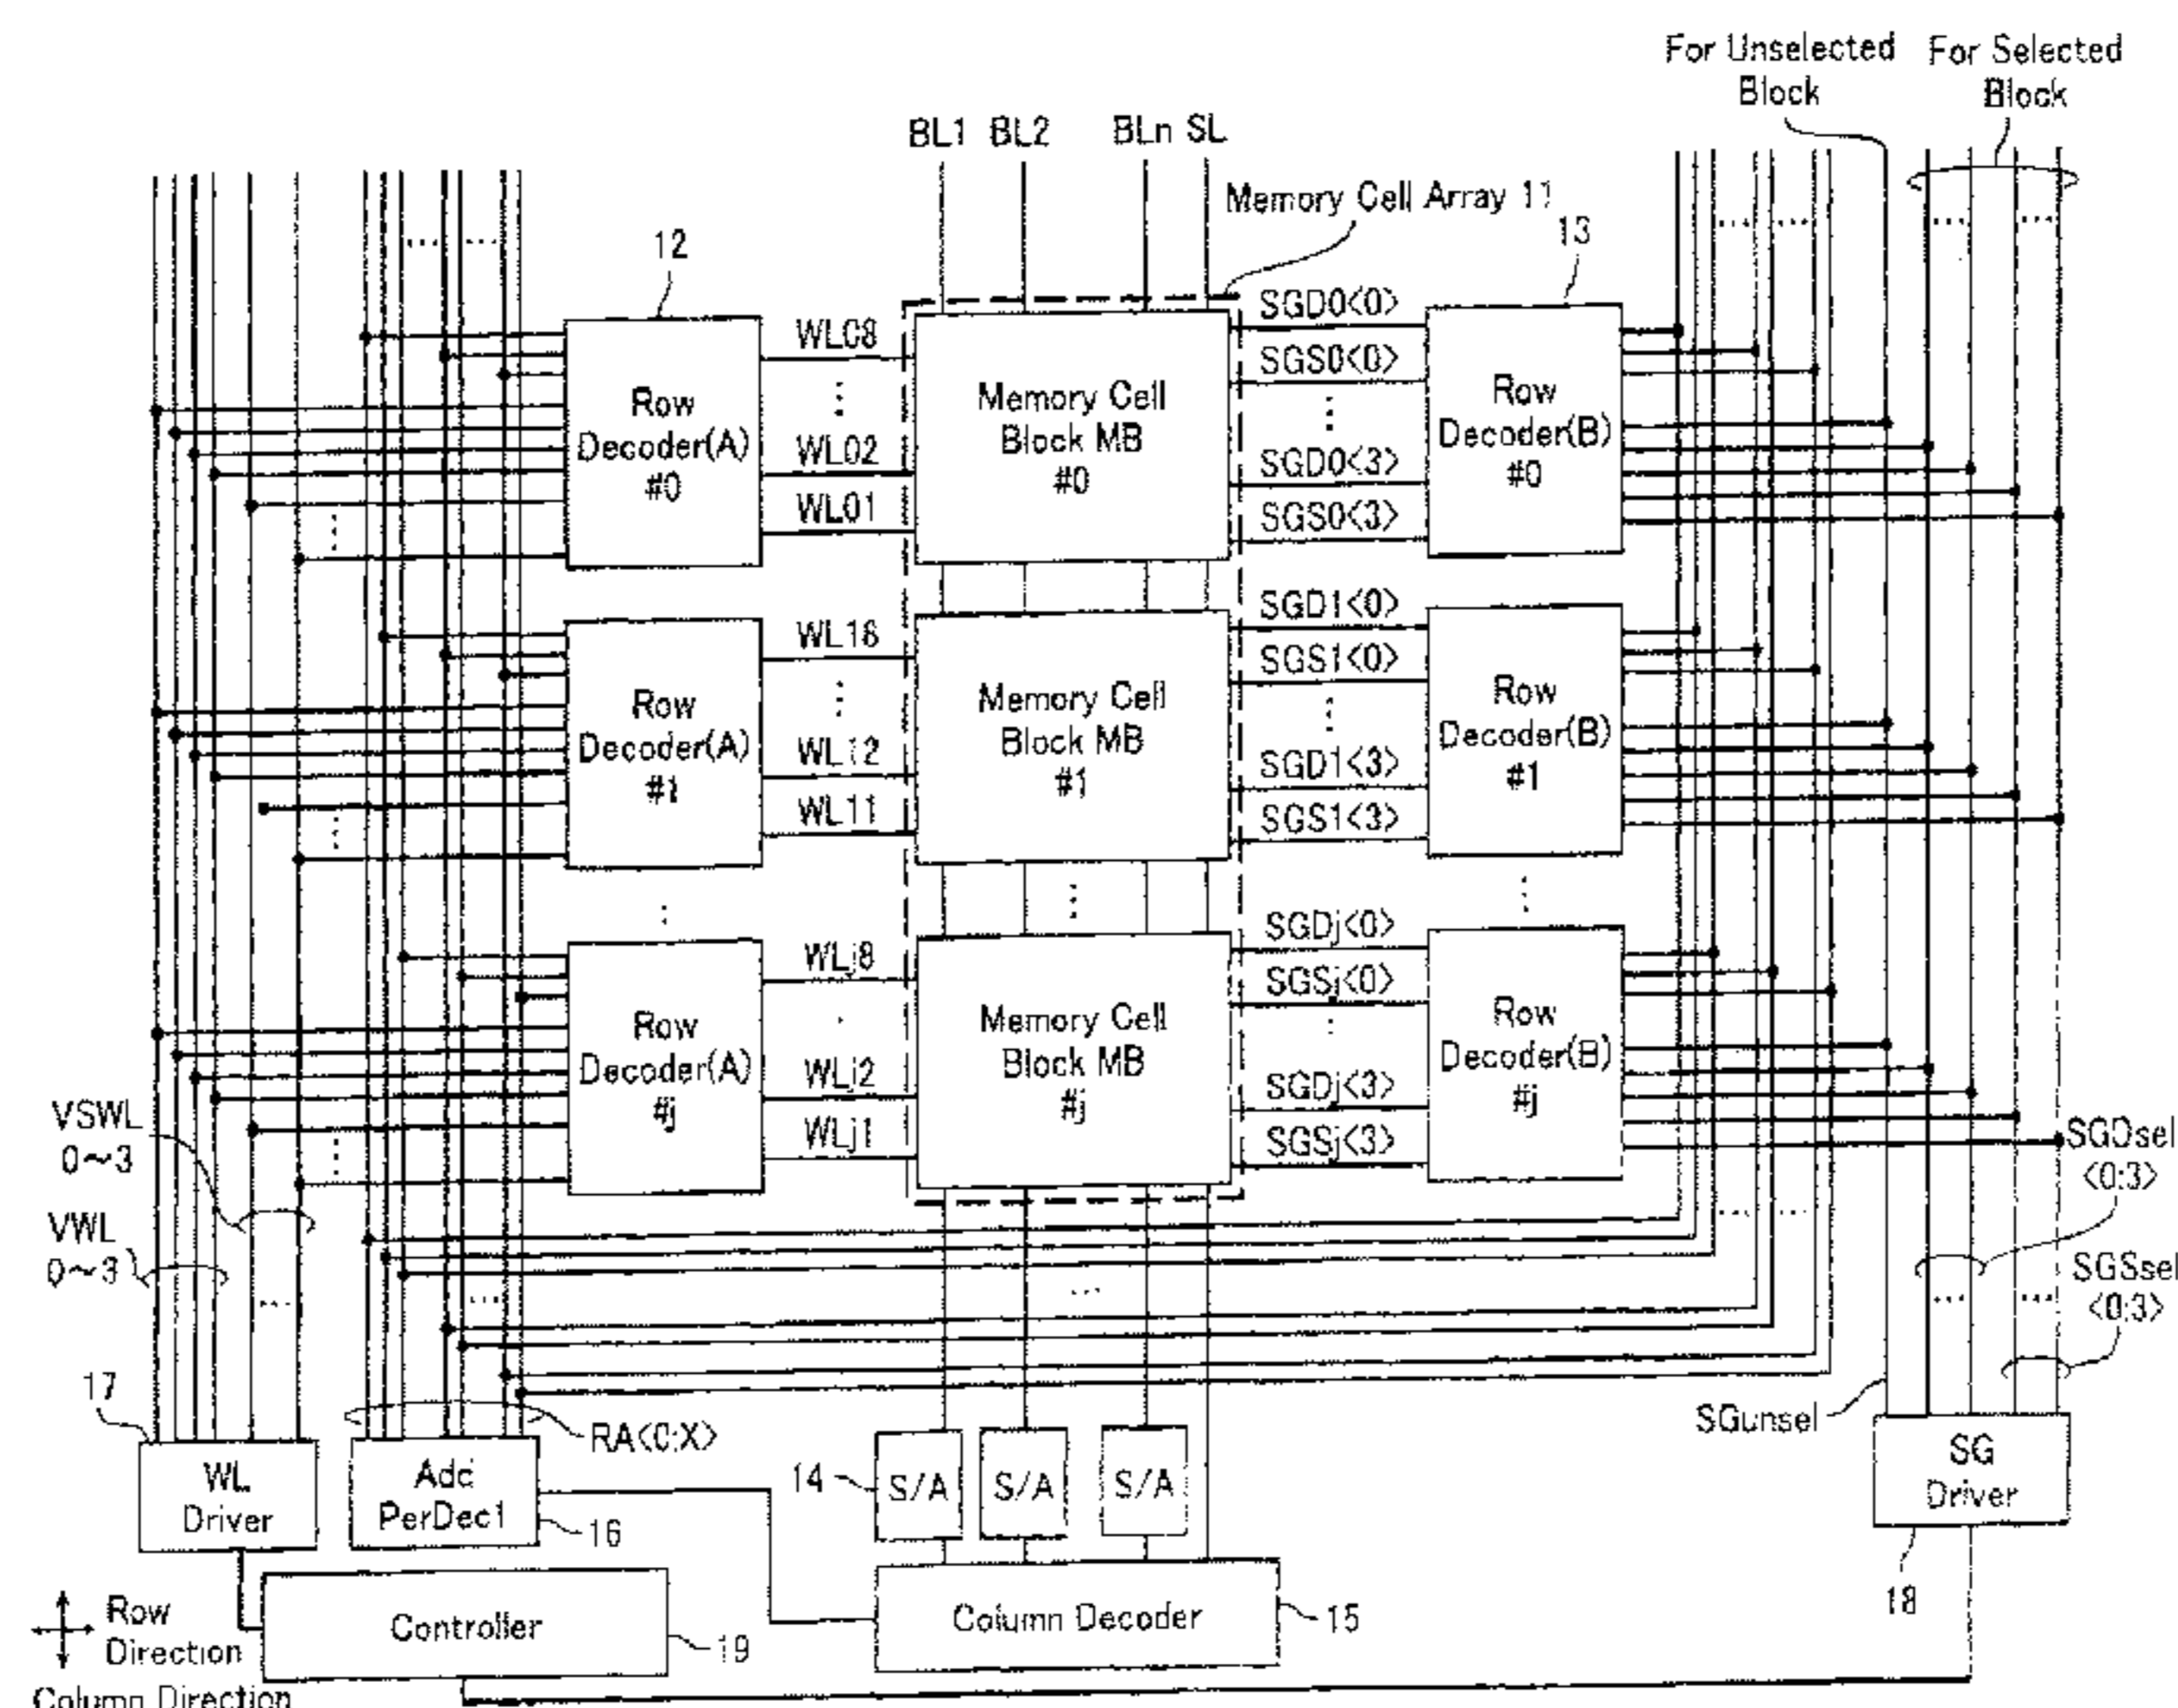 For Unselected
Block
For Selected
Block
BL1 BL2 BLn SL
Memory Cell Array 11
12
13
WL08
WL02
WL01
Row
Decoder(A)
#0
Memory Cell
Block MB
#0
SGD0<0>
SGS0<0>
SGD0<3>
SGS0<3>
Row
Decoder(B)
#0
Row
Decoder(A)
#1
WL18
WL12
WL11
Memory Cell
Block MB
#1
SGD1<0>
SGS1<0>
SGD1<3>
SGS1<3>
Row
Decoder(B)
#1
Row
Decoder(A)
#j
WLj8
WLj2
WLj1
Memory Cell
Block MB
#j
SGDj<0>
SGSj<0>
SGDj<3>
SGSj<3>
Row
Decoder(B)
#j
VSWL
0~3
VWL
0~3
SGDsel
<0:3>
SGSsel
<0:3>
17
RA<0:X>
SGunsel
WL
Driver
Add
PerDec1
16
14
S/A
S/A
S/A
SG
Driver
18
Row
Direction
Column Direction
Controller
19
Column Decoder
15